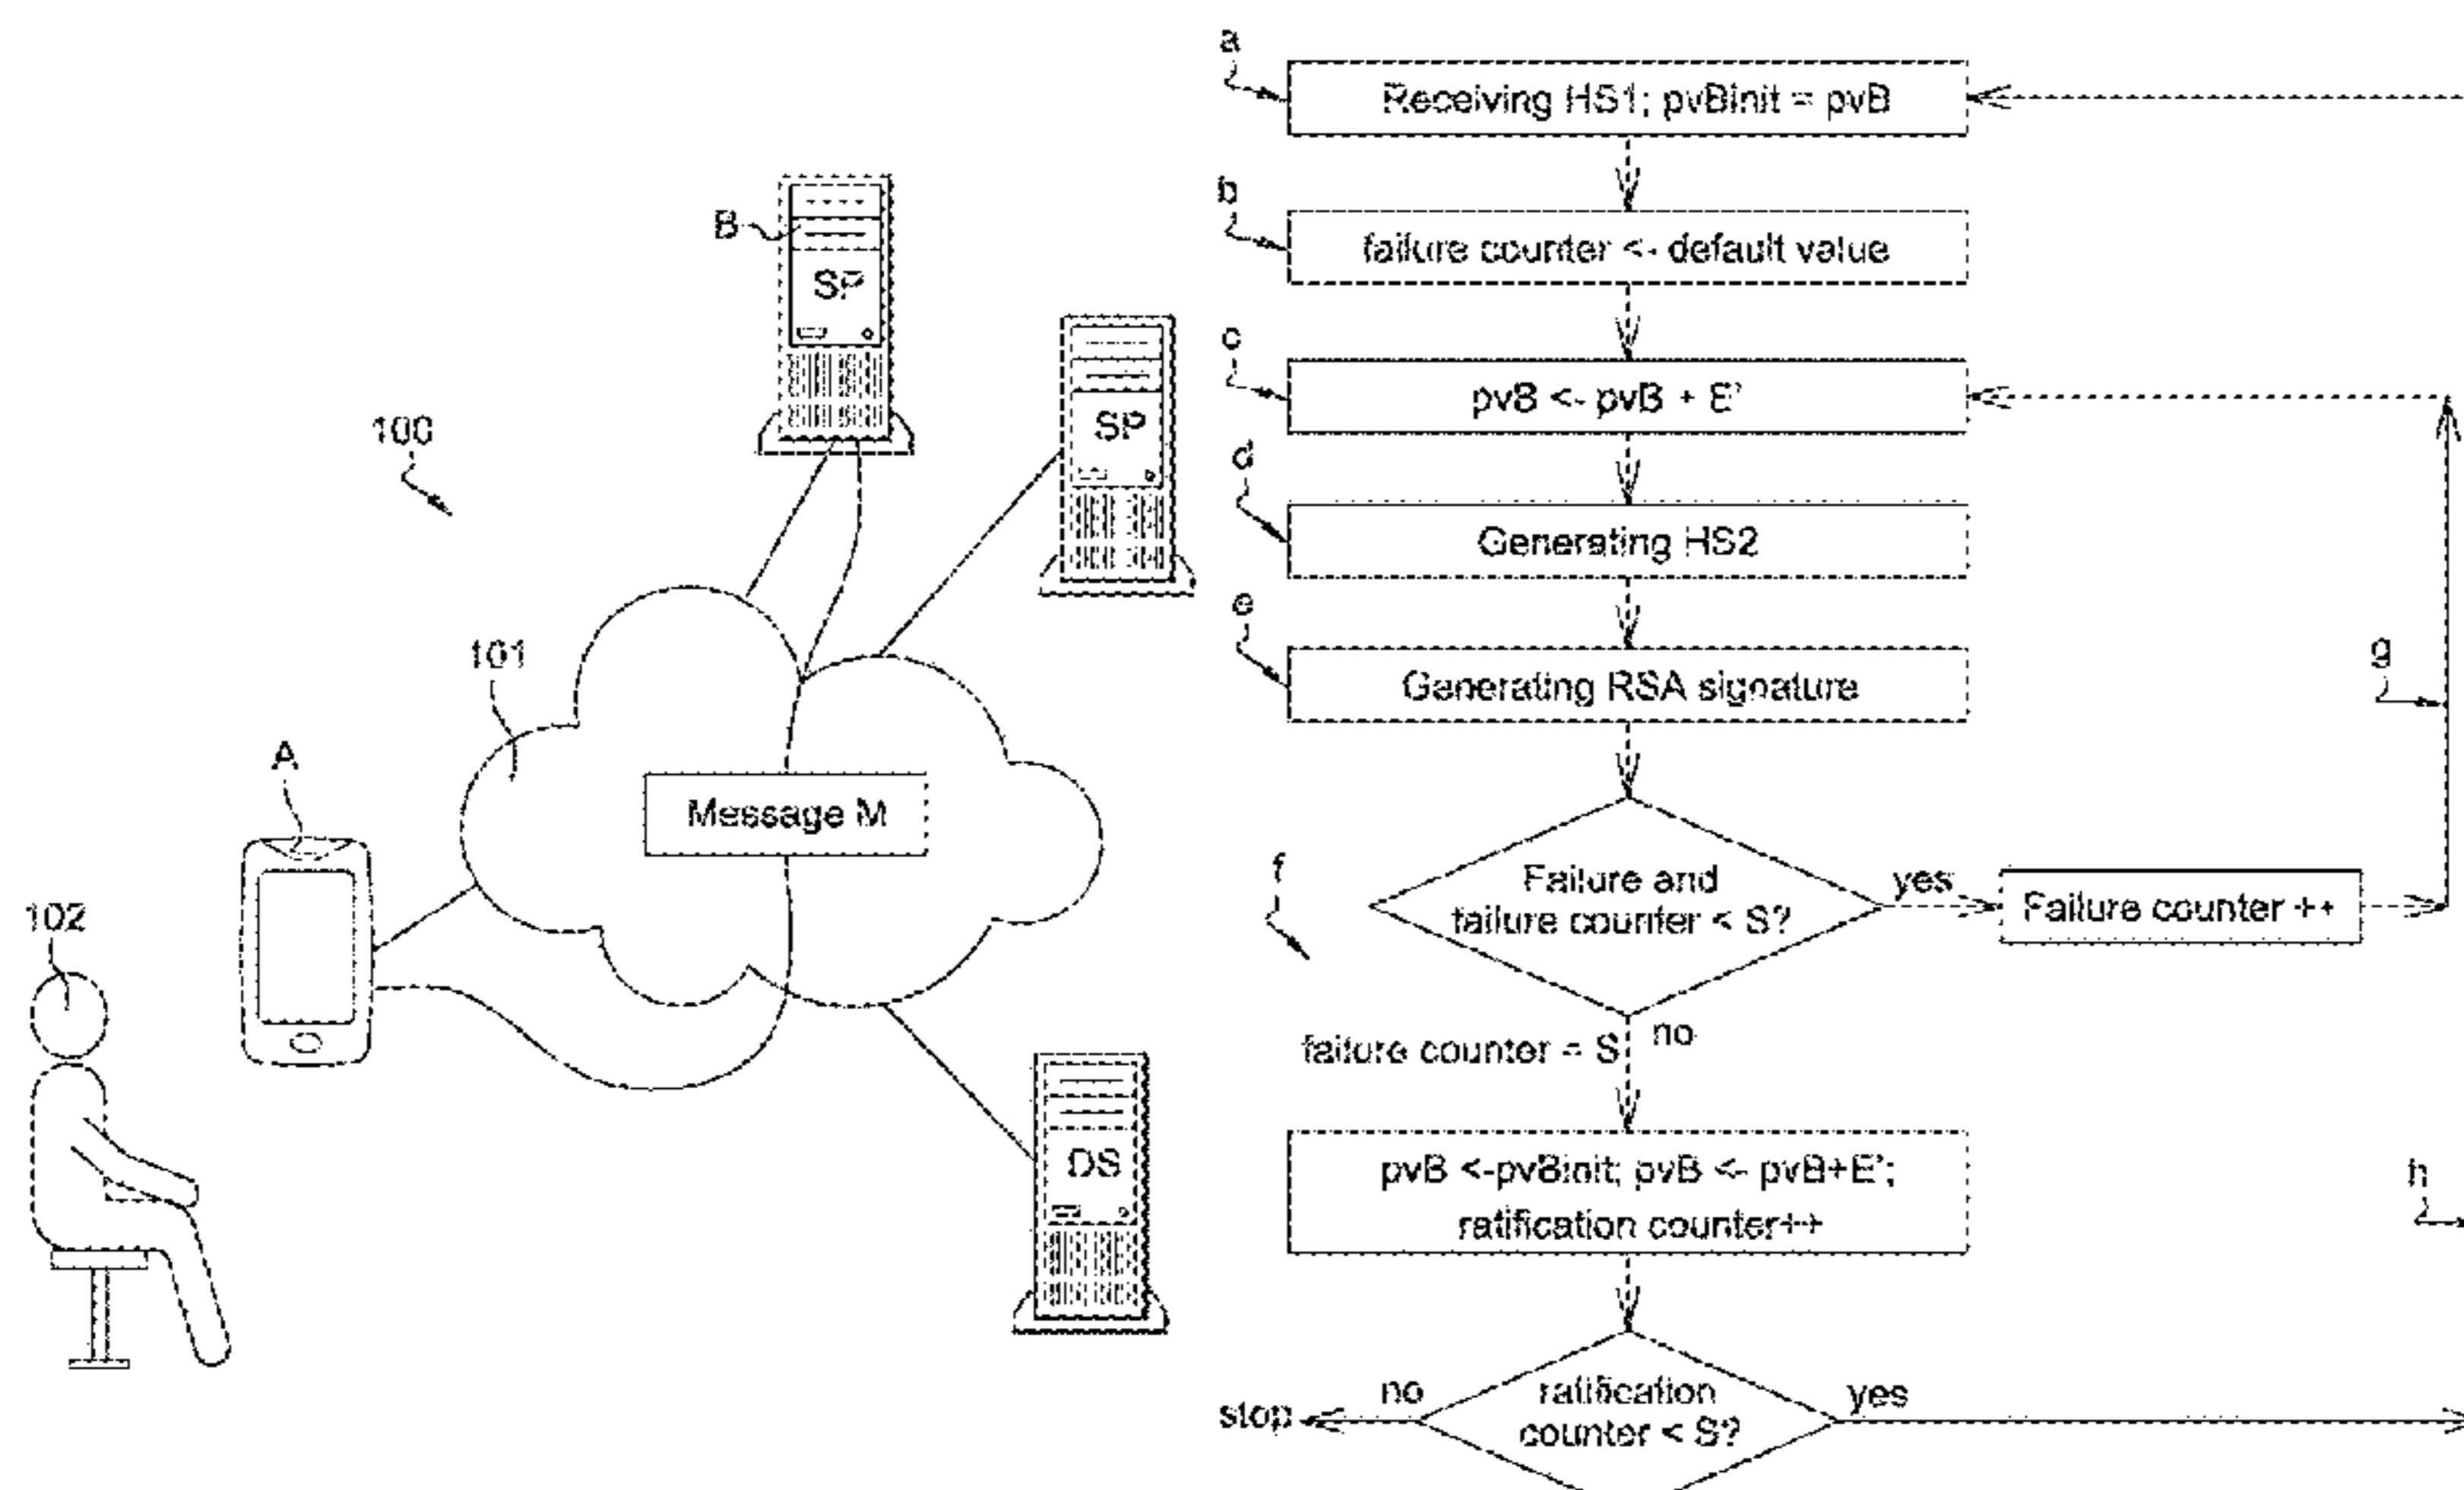 100
101
102
A
B
SP
SP
DS
Message M
a
Receiving HS1; pvBInit = pvB
b
failure counter <- default value
c
pvB <- pvB + E'
d
Generating HS2
e
Generating RSA signature
f
Failure and
failure counter < S?
yes
Failure counter ++
g
no
failure counter = S
pvB <-pvBinit; pvB <- pvB+E';
ratification counter++
h
ratification
counter < S?
no
stop
yes